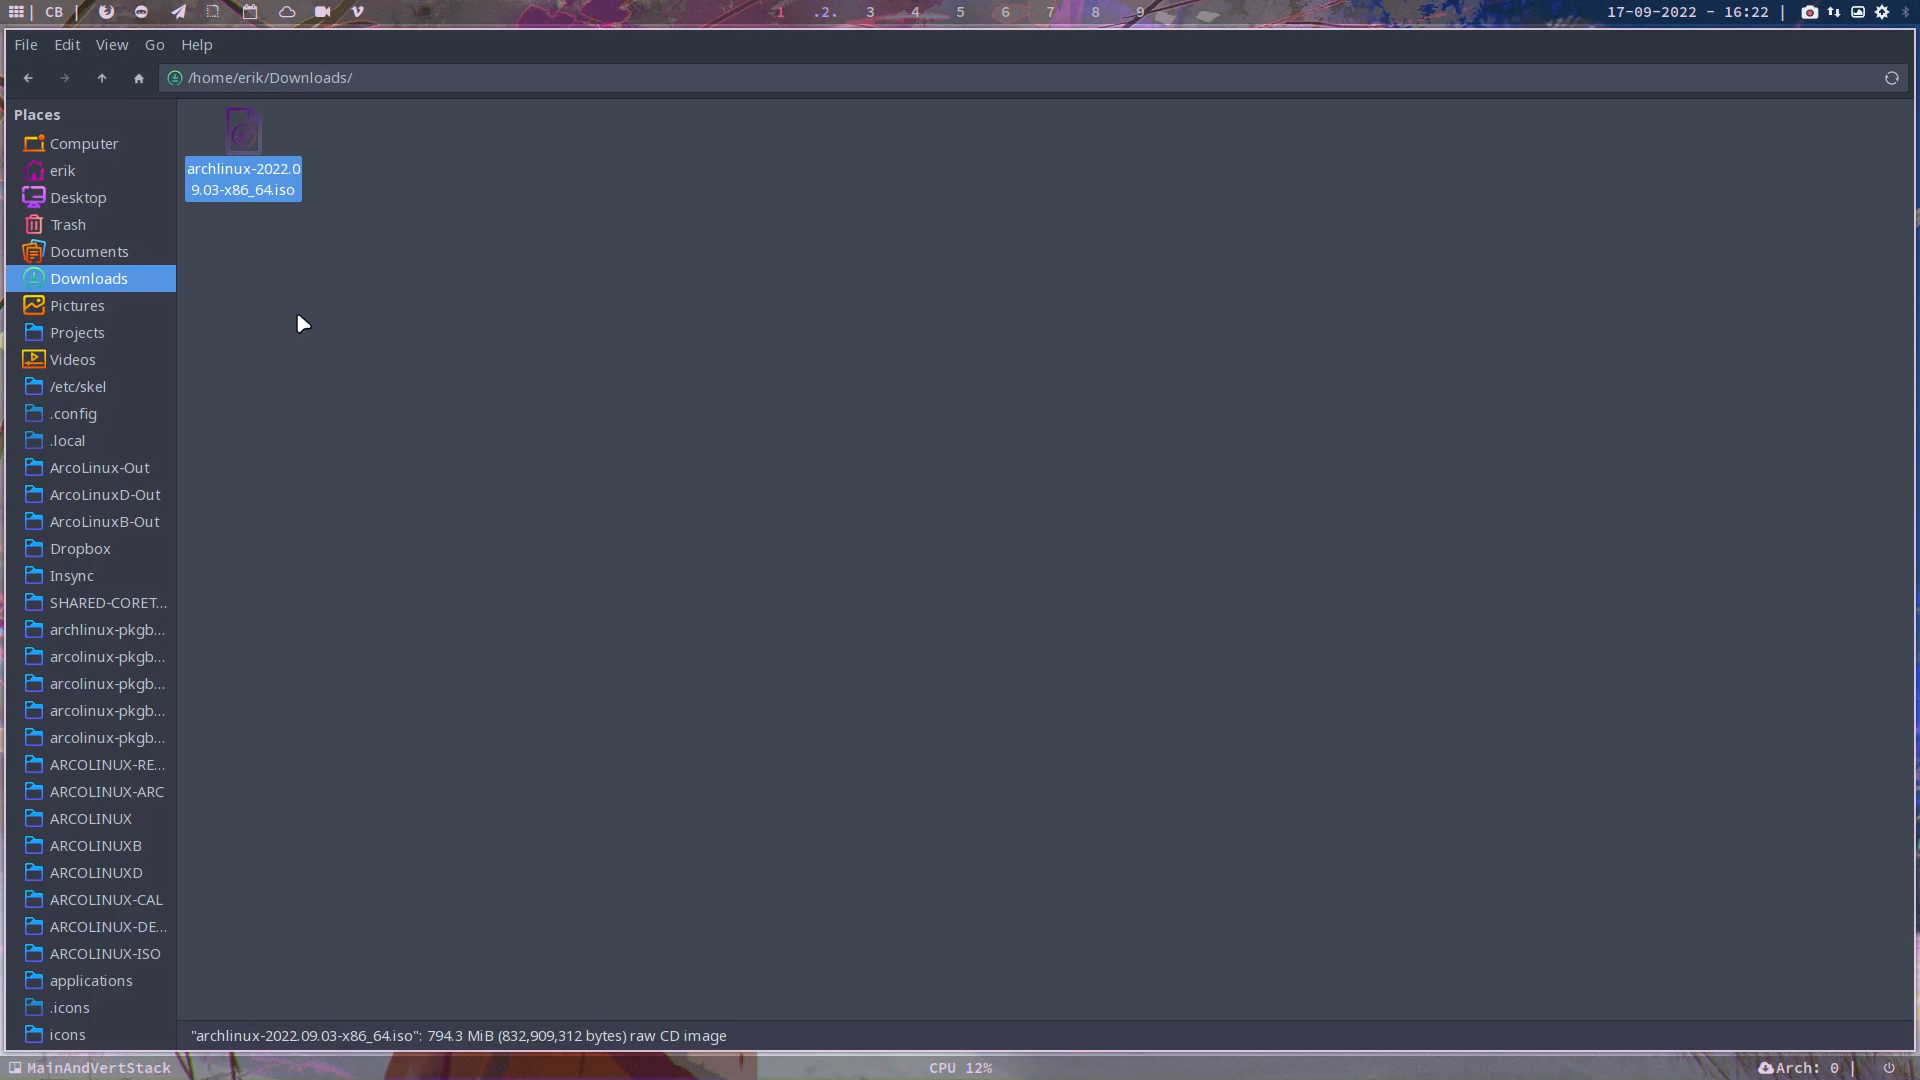 | CB |
1 .2. 3 4 5 6 7 8 9
17-09-2022 - 16:22 |
File Edit View Go Help
/home/erik/Downloads/
Places
Computer
erik
Desktop
Trash
Documents
Downloads
Pictures
Projects
Videos
/etc/skel
.config
.local
ArcoLinux-Out
ArcoLinuxD-Out
ArcoLinuxB-Out
Dropbox
Insync
SHARED-CORET...
archlinux-pkgb...
arcolinux-pkgb...
arcolinux-pkgb...
arcolinux-pkgb...
arcolinux-pkgb...
ARCOLINUX-RE...
ARCOLINUX-ARC
ARCOLINUX
ARCOLINUXB
ARCOLINUXD
ARCOLINUX-CAL
ARCOLINUX-DE...
ARCOLINUX-ISO
applications
.icons
icons
archlinux-2022.0
9.03-x86_64.iso
"archlinux-2022.09.03-x86_64.iso": 794.3 MiB (832,909,312 bytes) raw CD image
MainAndVertStack
CPU 12%
Arch: 0 |